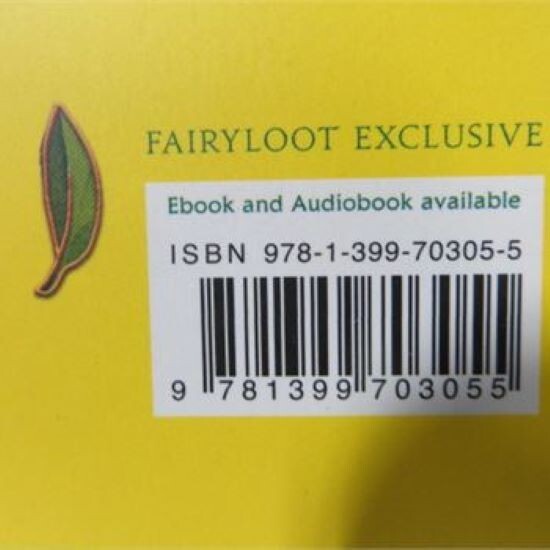 FAIRYLOOT EXCLUSIVE
Ebook and Audiobook available
ISBN 978-1-399-70305-5
9 781399 703055